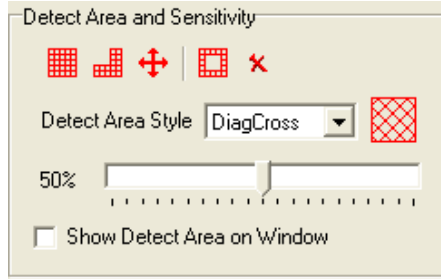 Detect Area and Sensitivity
Detect Area Style DiagCross
50%
Show Detect Area on Window